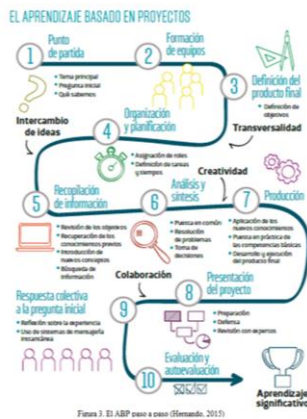 EL APRENDIZAJE BASADO EN PROYECTOS
1
Punto
de partida
• Tema principal
• Pregunta inicial
• Qué sabemos
2
Formación
de equipos
3
Definición del
producto final
• Definición de
objetivos
Intercambio
de ideas
4
Organización
y planificación
• Asignación de roles
• Definición de tareas
y tiempos
Transversalidad
Creatividad
5
Recopilación
de información
• Revisión de los objetivos
• Recuperación de los
conocimientos previos
• Introducción de
nuevos conceptos
• Búsqueda de
información
6
Análisis y
síntesis
• Puesta en común
• Resolución
de problemas
• Toma de
decisiones
7
Producción
• Aplicación de los
nuevos conocimientos
• Puesta en práctica de
las competencias básicas
• Desarrollo y ejecución
del producto final
Colaboración
8
Presentación
del proyecto
• Preparación
• Defensa
• Revisión con expertos
9
Respuesta colectiva
a la pregunta inicial
• Reflexión sobre la experiencia
• Uso de sistemas de mensajería
instantánea
10
Evaluación y
autoevaluación
Aprendizaje
significativo
Figura 3. El ABP paso a paso (Hernando, 2015)